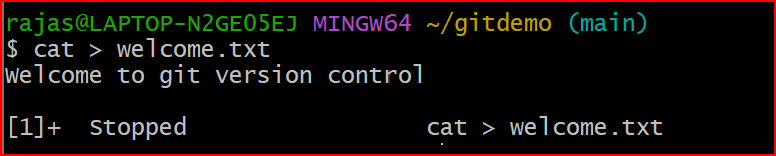 rajas@LAPTOP-N2GE05EJ MINGW64 ~/gitdemo (main)
$ cat > welcome.txt
Welcome to git version control
[1]+  Stopped                 cat > welcome.txt